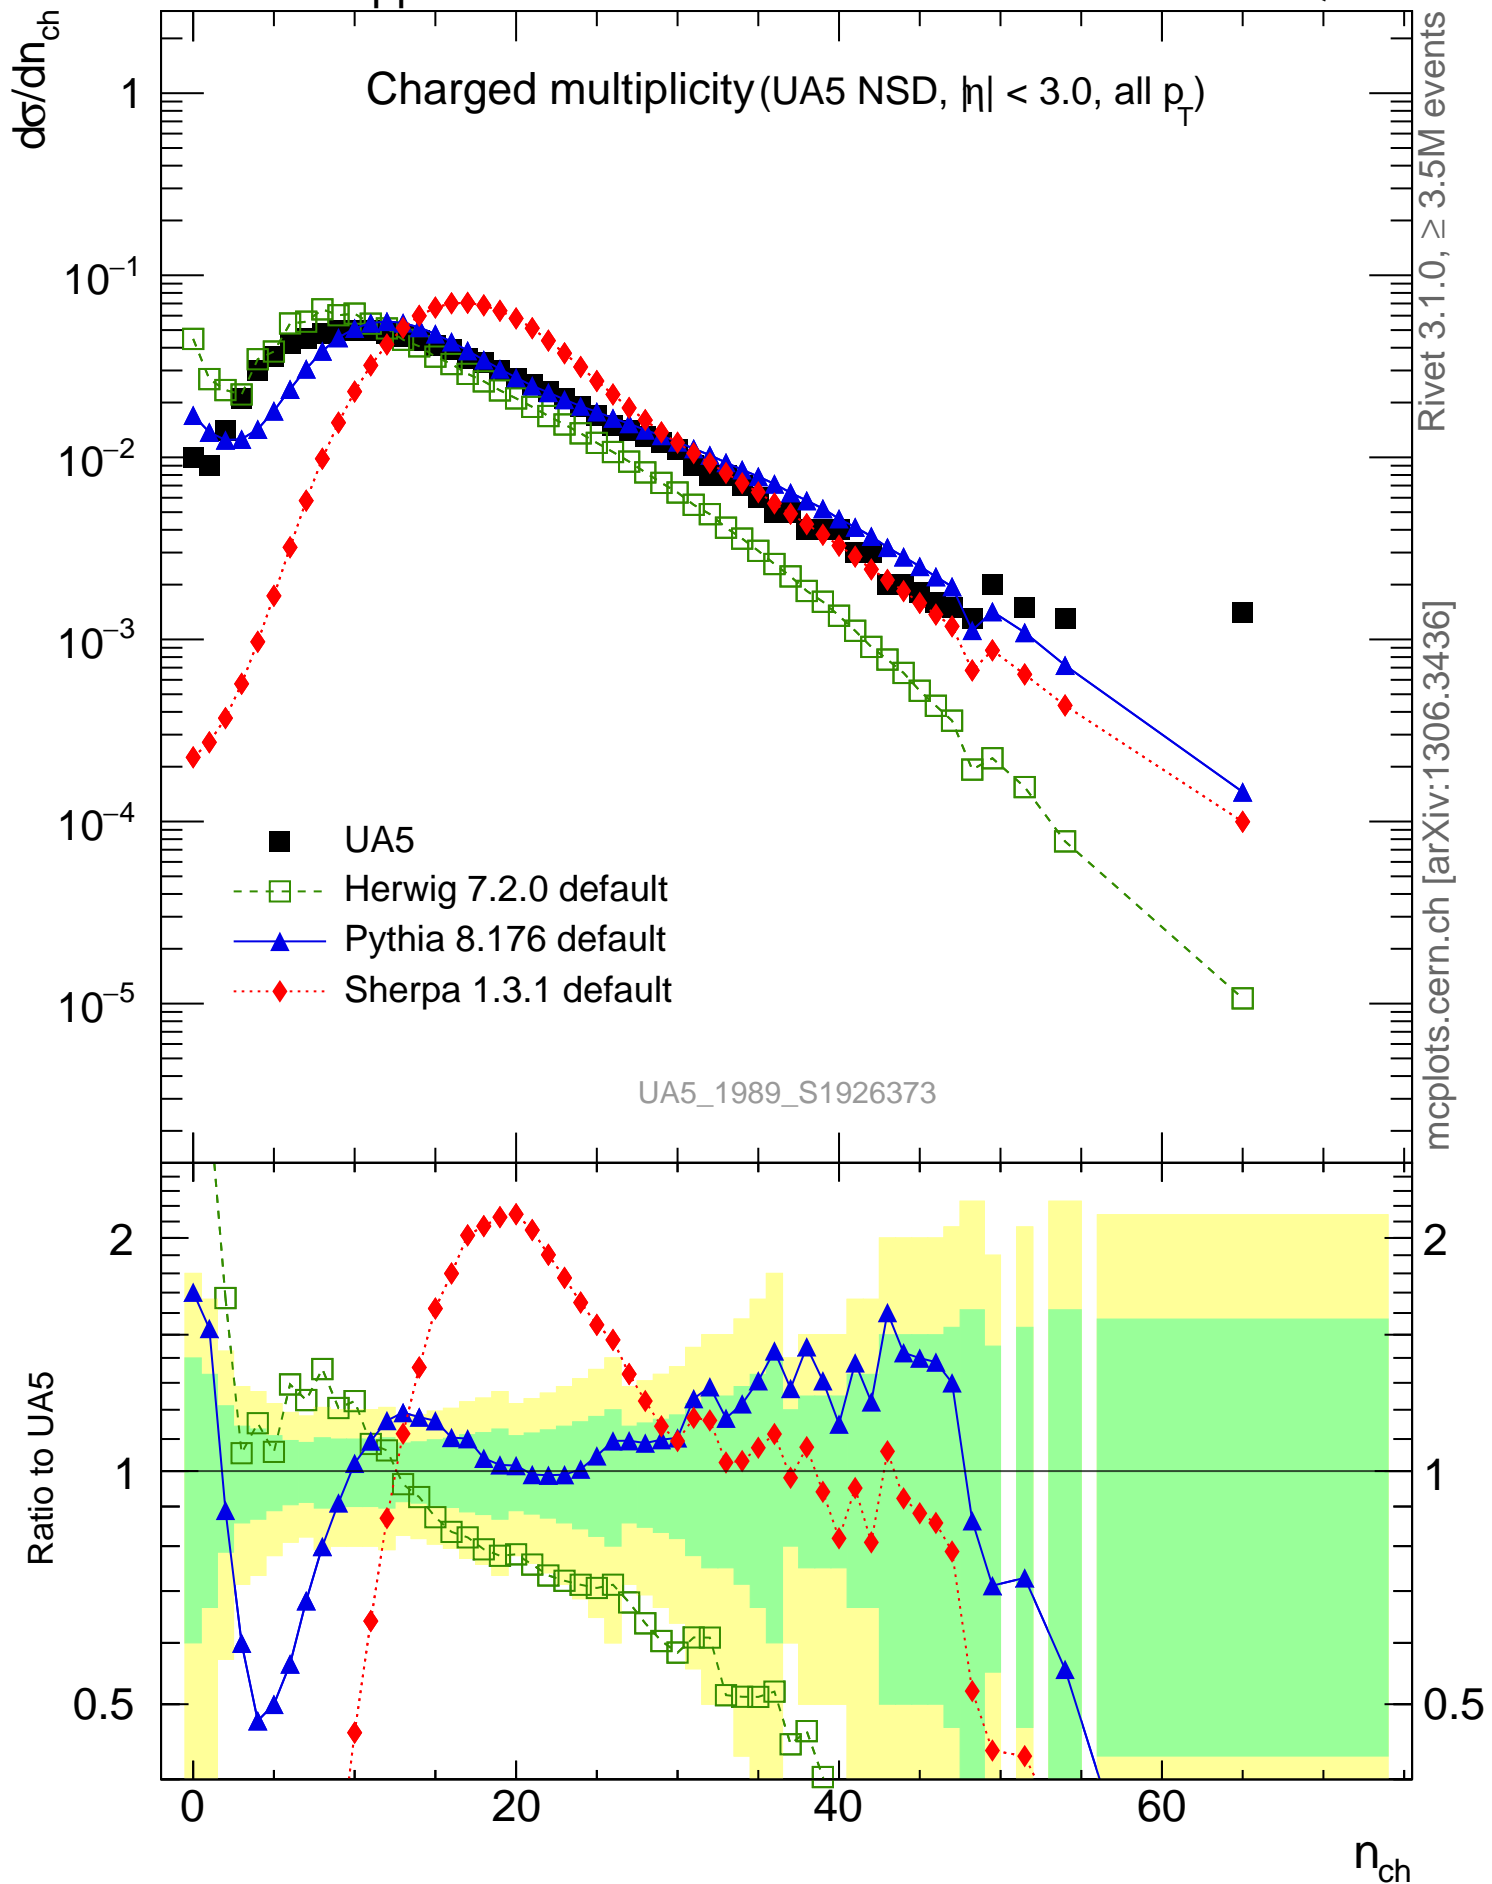 dσ/dn_ch
Charged multiplicity (UA5 NSD, |η| < 3.0, all p_T)
1
10⁻¹
10⁻²
10⁻³
10⁻⁴
10⁻⁵
UA5
Herwig 7.2.0 default
Pythia 8.176 default
Sherpa 1.3.1 default
UA5_1989_S1926373
Rivet 3.1.0, ≥ 3.5M events
mcplots.cern.ch [arXiv:1306.3436]
Ratio to UA5
2
1
0.5
2
1
0.5
0 20 40 60
n_ch